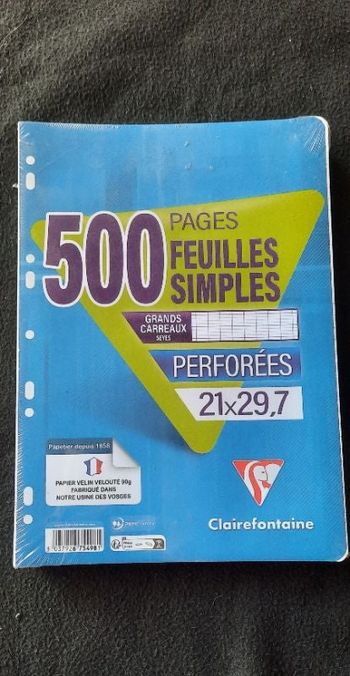 500
PAGES
FEUILLES
SIMPLES
GRANDS
CARREAUX
SEYES
PERFORÉES
21x29,7
Papetier depuis 1858
PAPIER VELIN VELOUTÉ 90g
FABRIQUÉ DANS
NOTRE USINE DES VOSGES
Clairefontaine